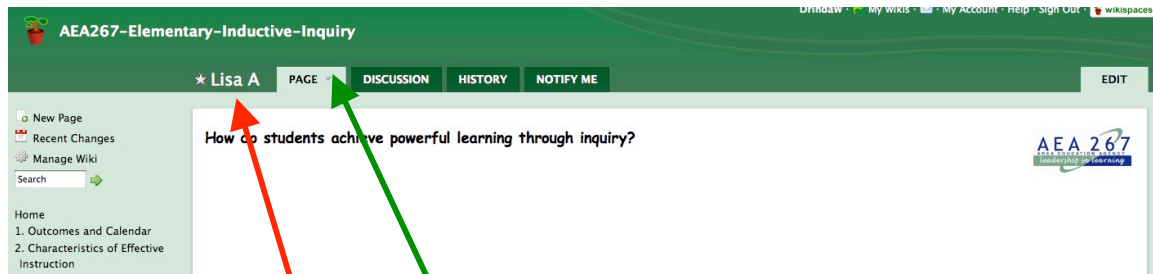 Drindaw · My Wikis · · My Account · Help · Sign Out · wikispaces
AEA267-Elementary-Inductive-Inquiry
Lisa A PAGE DISCUSSION HISTORY NOTIFY ME EDIT
New Page
Recent Changes
Manage Wiki
Search
How do students achieve powerful learning through inquiry?
AEA 267
AREA EDUCATION AGENCY
leadership in learning
Home
1. Outcomes and Calendar
2. Characteristics of Effective
Instruction